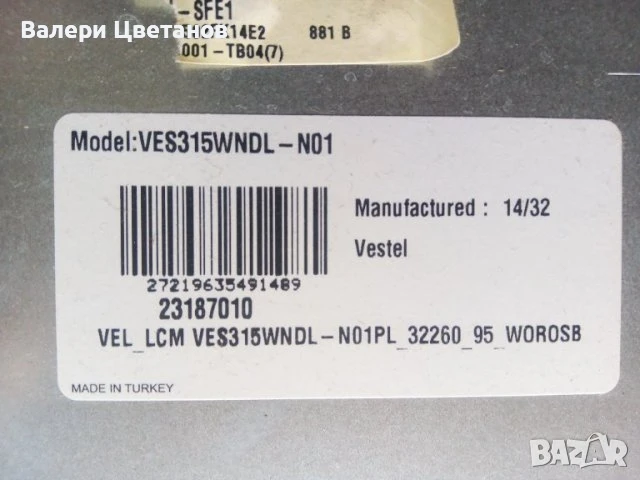 Валери Цветанов
-SFE1
14E2 881 B
001-TB04(7)
Model:VES315WNDL-N01
Manufactured : 14/32
Vestel
27219635491489
23187010
VEL_LCM VES315WNDL-N01PL_32260_95_WOROSB
MADE IN TURKEY
BAZAR